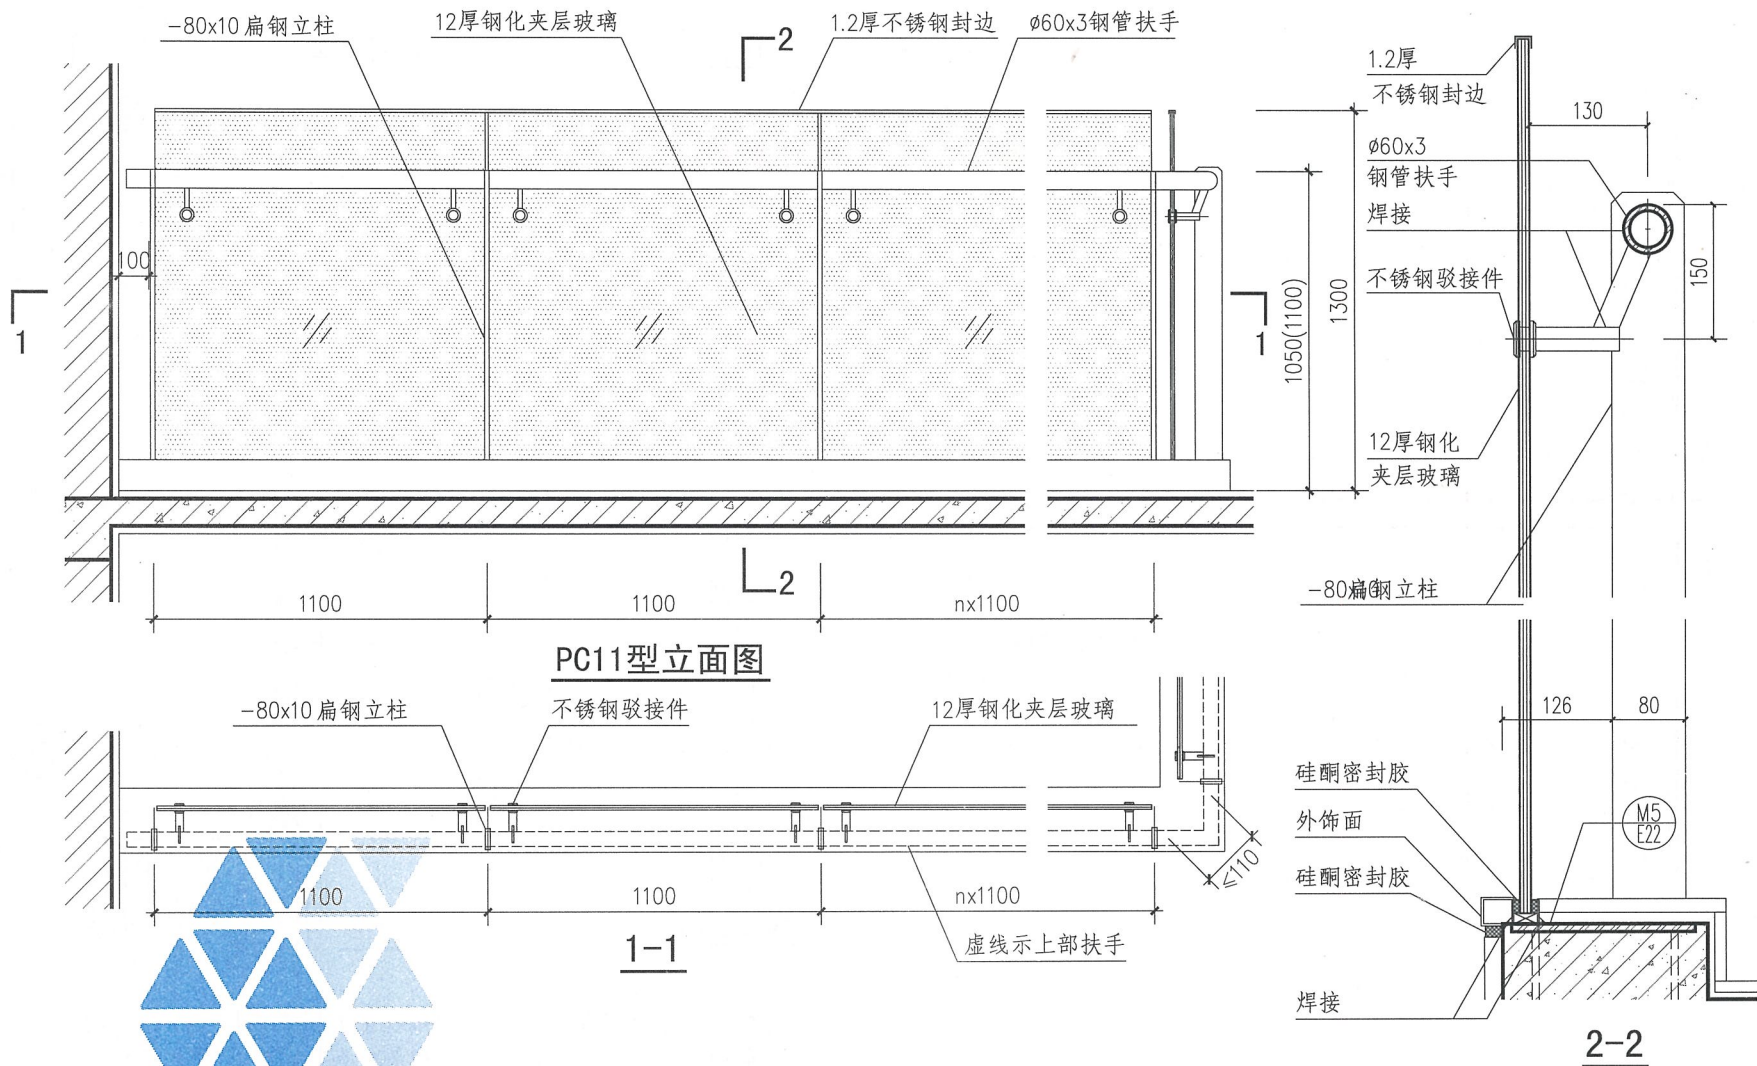 -80x10扁钢立柱
12厚钢化夹层玻璃
1.2厚不锈钢封边
ø60x3钢管扶手
2
100
1
1
1050(1100)
1300
2
1100
1100
nx1100
PC11型立面图
-80x10扁钢立柱
不锈钢驳接件
12厚钢化夹层玻璃
≤110
1100
1100
nx1100
虚线示上部扶手
1-1
1.2厚
不锈钢封边
130
ø60x3
钢管扶手
焊接
150
不锈钢驳接件
12厚钢化
夹层玻璃
-80扁钢立柱
126
80
硅酮密封胶
外饰面
M5
E22
硅酮密封胶
焊接
2-2